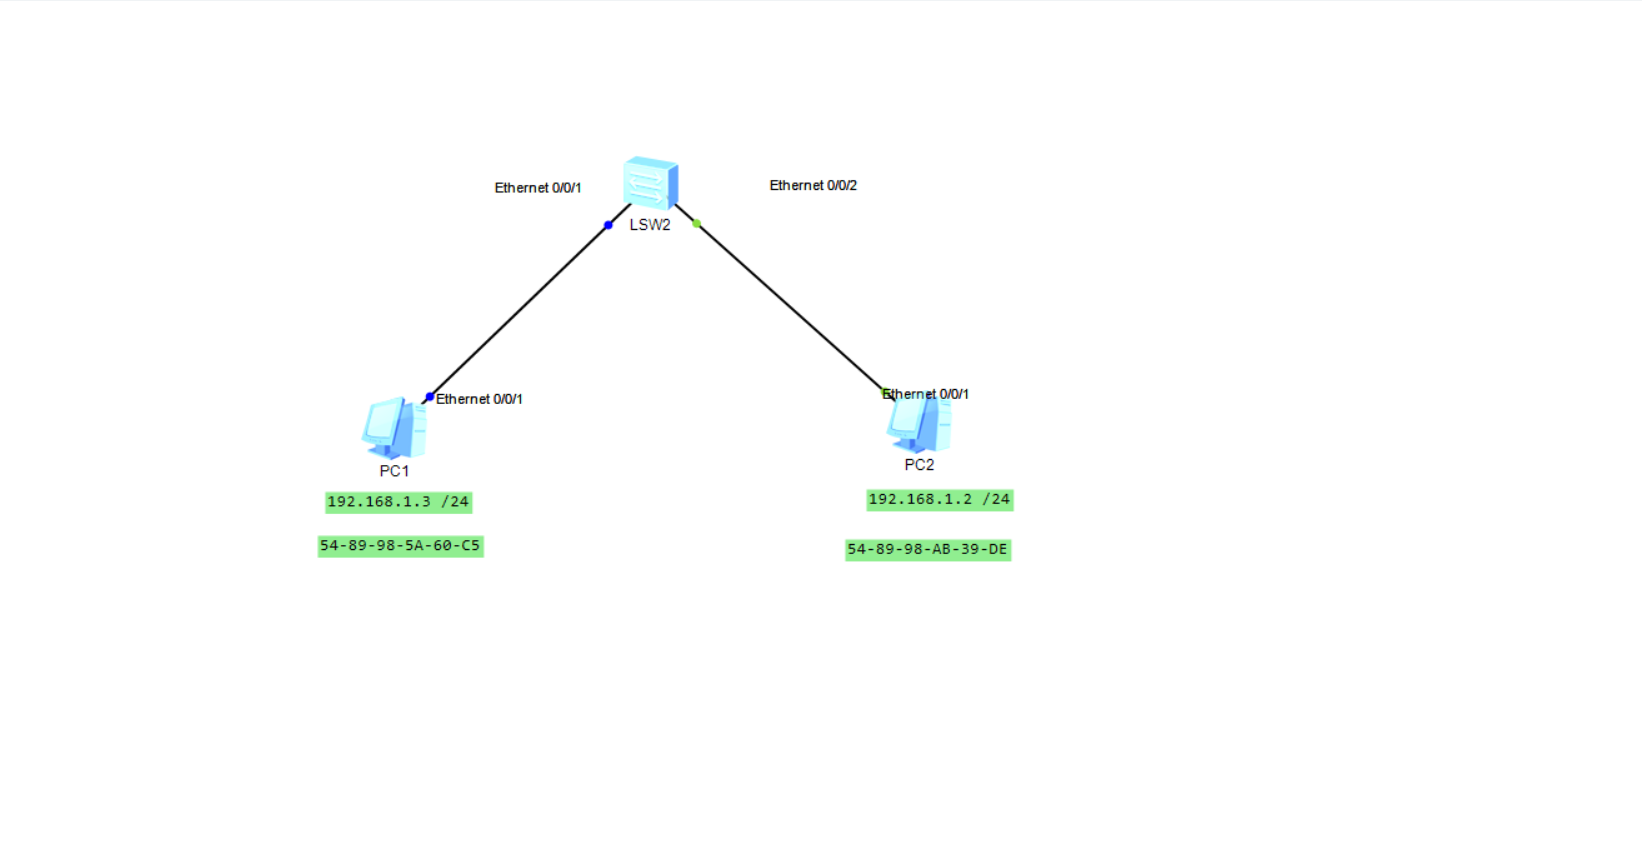 Ethernet 0/0/1
Ethernet 0/0/2
LSW2
Ethernet 0/0/1
Ethernet 0/0/1
PC1
PC2
192.168.1.3 /24
192.168.1.2 /24
54-89-98-5A-60-C5
54-89-98-AB-39-DE